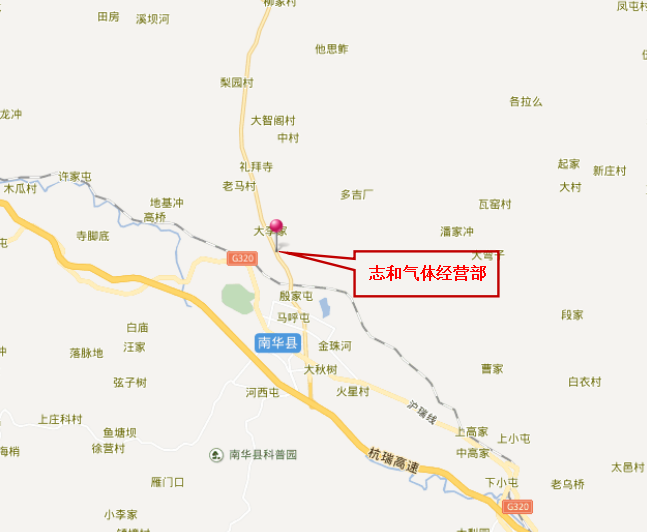 柳家村
凤屯村
田房
溪坝河
他思鲊
梨园村
各拉么
龙冲
大智阁村
中村
礼拜寺
起家
新庄村
许家屯
老马村
大村
木瓜村
多吉厂
地基冲
瓦窑村
高桥
大李家
潘家冲
寺脚底
屯
大弯子
G320
志和气体经营部
殷家屯
马呼屯
段家
白庙
南华县
金珠河
汪家
落脉地
大秋树
曹家
弦子树
白衣村
河西屯
火星村
沪瑞线
上庄科村
鱼塘坝
上高家
上小屯
徐营村
海梢
南华县科普园
中高家
杭瑞高速
太邑村
雁门口
下小屯
老乌桥
G320
小李家